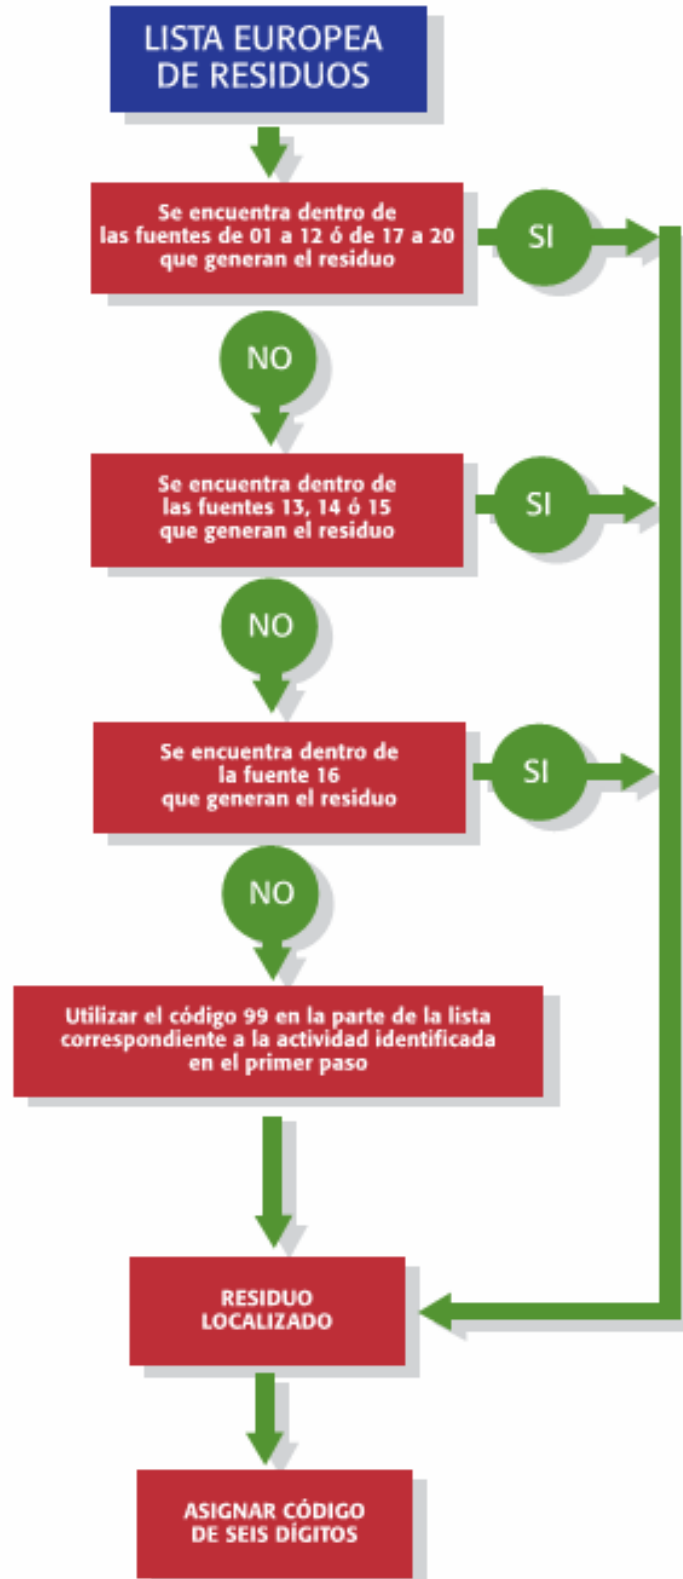 LISTA EUROPEA
DE RESIDUOS
Se encuentra dentro de
las fuentes de 01 a 12 ó de 17 a 20
que generan el residuo
SI
NO
Se encuentra dentro de
las fuentes 13, 14 ó 15
que generan el residuo
SI
NO
Se encuentra dentro de
la fuente 16
que generan el residuo
SI
NO
Utilizar el código 99 en la parte de la lista
correspondiente a la actividad identificada
en el primer paso
RESIDUO
LOCALIZADO
ASIGNAR CÓDIGO
DE SEIS DÍGITOS